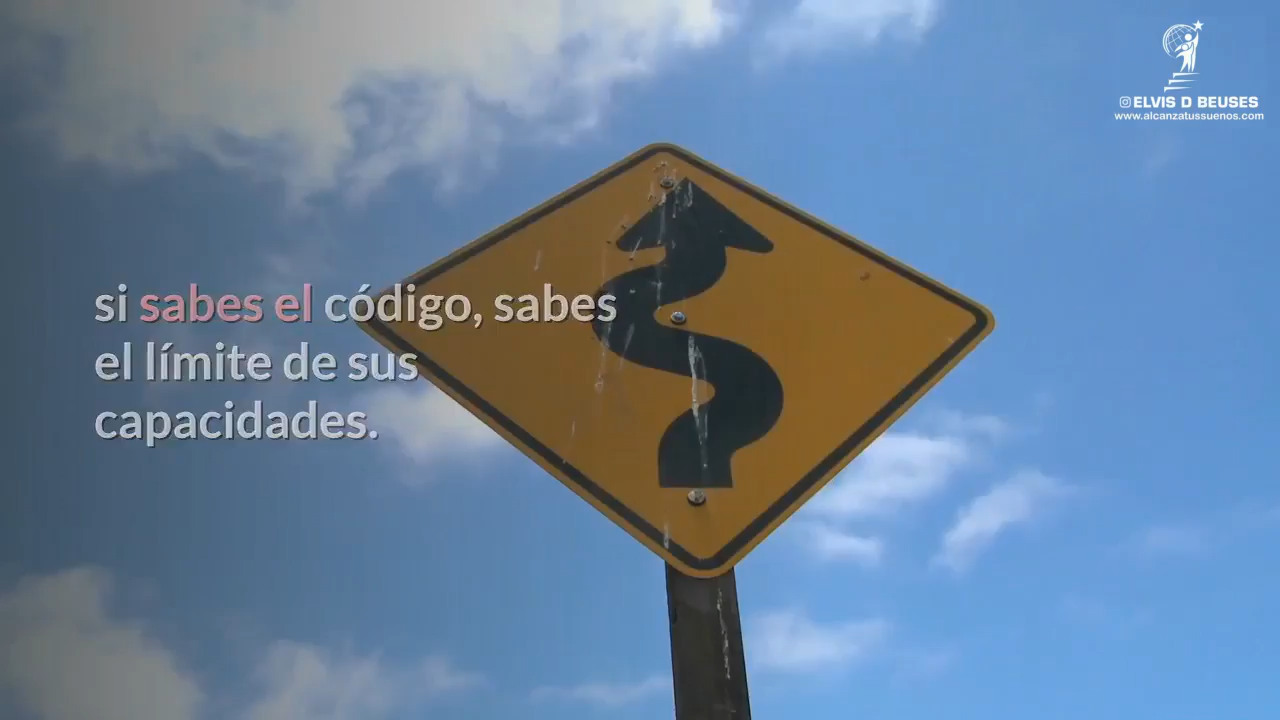 ELVIS D BEUSES
www.alcanzatussuenos.com
si sabes el código, sabes
el límite de sus
capacidades.